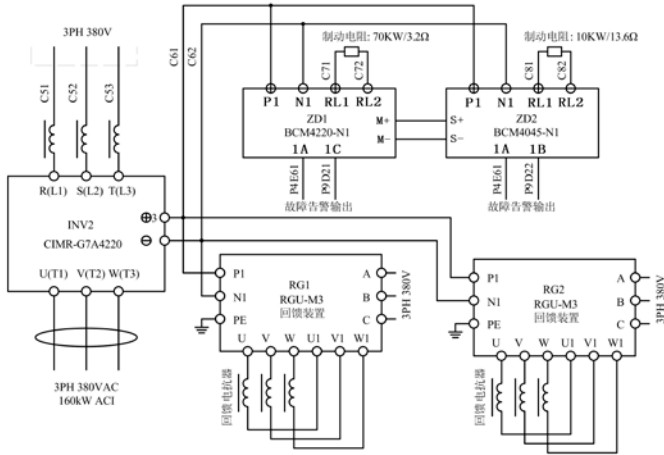 3PH 380V
C51
C52
C53
R(L1) S(L2) T(L3)
INV2
CIMR-G7A4220
⊕3
⊖
U(T1) V(T2) W(T3)
3PH 380VAC
160kW ACI
C61
C62
制动电阻: 70KW/3.2Ω
C71
C72
P1 N1 RL1 RL2
ZD1
BCM4220-N1
M+
M−
1A 1C
P4E61
P9D21
故障告警输出
制动电阻: 10KW/13.6Ω
C81
C82
P1 N1 RL1 RL2
ZD2
BCM4045-N1
S+
S−
1A 1B
P4E61
P9D22
故障告警输出
P1
N1
PE
RG1
RGU-M3
回馈装置
A
B
C
3PH 380V
U V W U1 V1 W1
回馈电抗器
P1
N1
PE
RG2
RGU-M3
回馈装置
A
B
C
3PH 380V
U V W U1 V1 W1
回馈电抗器